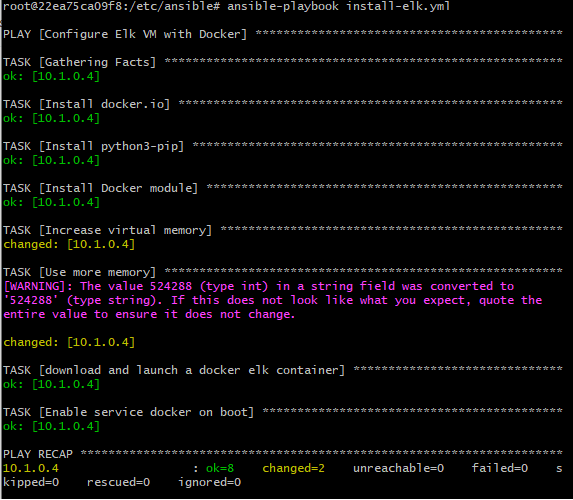 root@22ea75ca09f8:/etc/ansible# ansible-playbook install-elk.yml
PLAY [Configure Elk VM with Docker] ********************************************
TASK [Gathering Facts] *********************************************************
ok: [10.1.0.4]
TASK [Install docker.io] *******************************************************
ok: [10.1.0.4]
TASK [Install python3-pip] *****************************************************
ok: [10.1.0.4]
TASK [Install Docker module] ***************************************************
ok: [10.1.0.4]
TASK [Increase virtual memory] *************************************************
changed: [10.1.0.4]
TASK [Use more memory] *********************************************************
[WARNING]: The value 524288 (type int) in a string field was converted to
'524288' (type string). If this does not look like what you expect, quote the
entire value to ensure it does not change.
changed: [10.1.0.4]
TASK [download and launch a docker elk container] ******************************
ok: [10.1.0.4]
TASK [Enable service docker on boot] *******************************************
ok: [10.1.0.4]
PLAY RECAP *********************************************************************
10.1.0.4                   : ok=8    changed=2    unreachable=0    failed=0    s
kipped=0    rescued=0    ignored=0